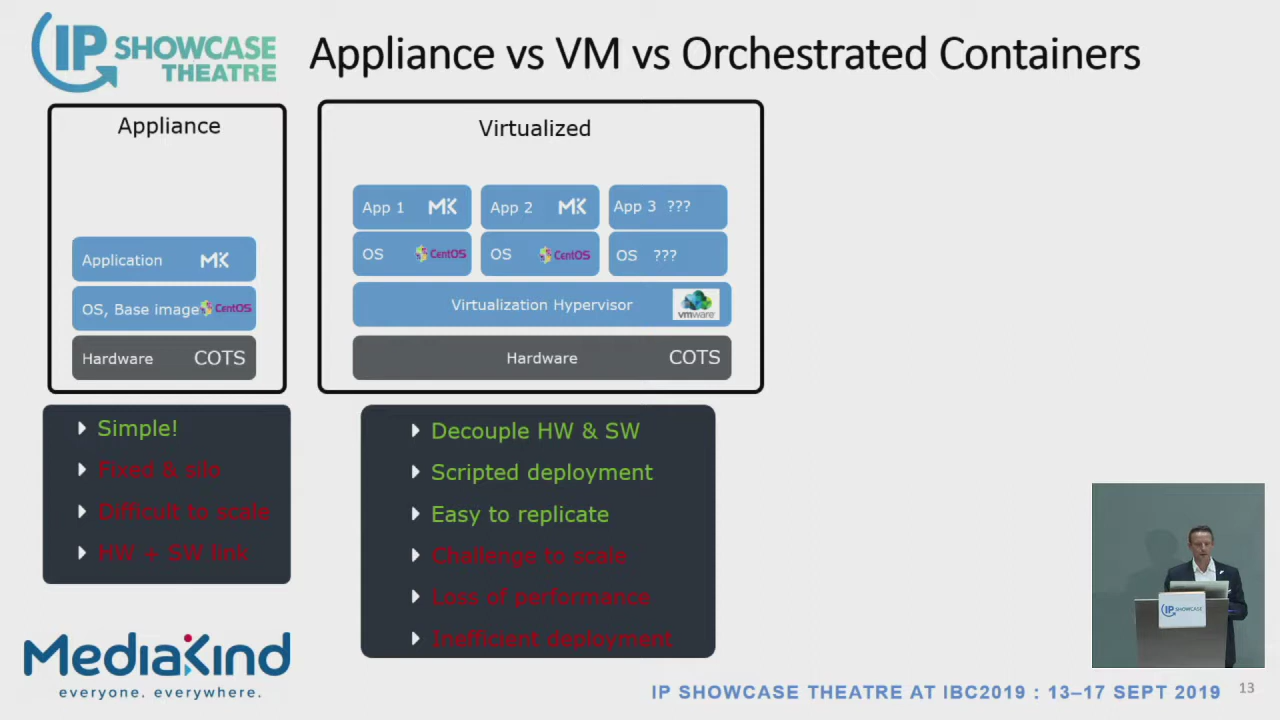 IP SHOWCASE THEATRE
Appliance vs VM vs Orchestrated Containers
Appliance
Application MK
OS, Base image CentOS
Hardware COTS
Simple!
Fixed & silo
Difficult to scale
HW + SW link
Virtualized
App 1 MK
App 2 MK
App 3 ???
OS CentOS
OS CentOS
OS ???
Virtualization Hypervisor vmware
Hardware COTS
Decouple HW & SW
Scripted deployment
Easy to replicate
Challenge to scale
Loss of performance
Inefficient deployment
IP SHOWCASE
MediaKind
everyone. everywhere.
IP SHOWCASE THEATRE AT IBC2019 : 13–17 SEPT 2019
13